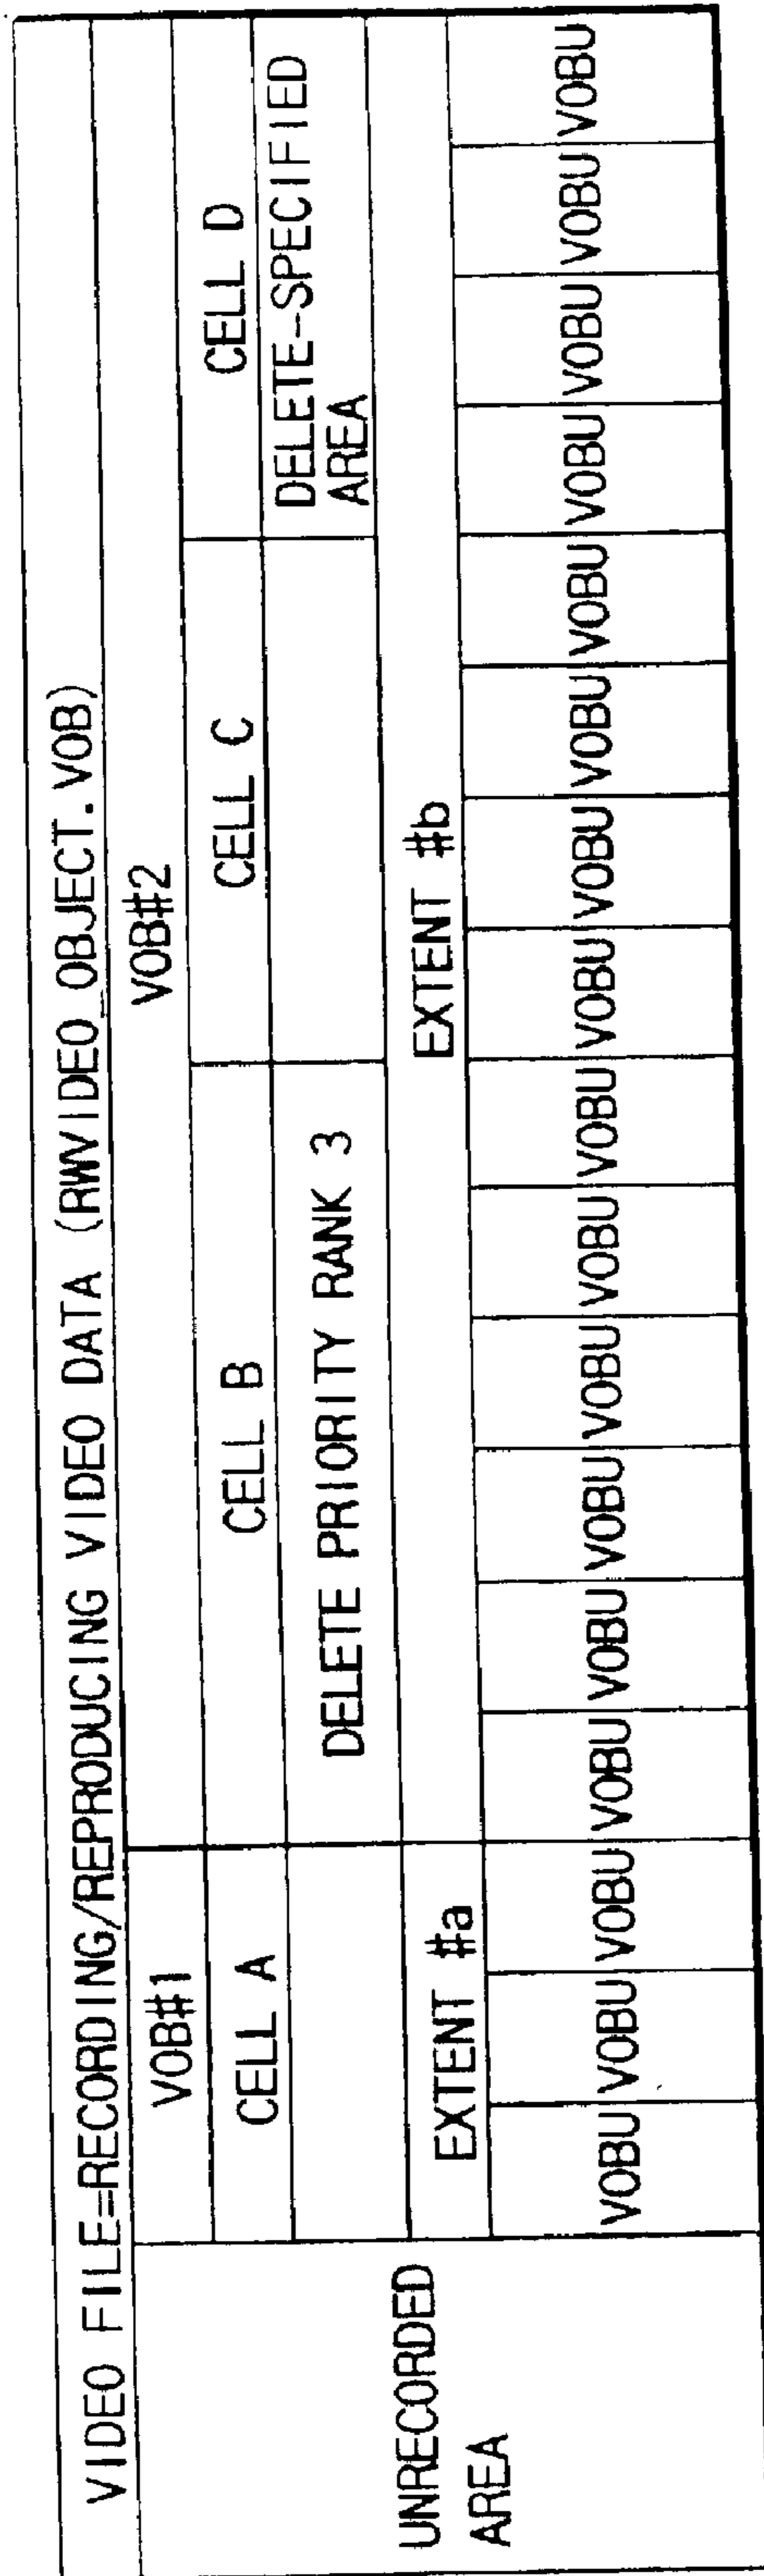 VIDEO FILE=RECORDING/REPRODUCING VIDEO DATA (RWVIDEO_OBJECT.VOB)
UNRECORDED
AREA
VOB#1 VOB#2
CELL A CELL B CELL C CELL D
DELETE PRIORITY RANK 3
DELETE-SPECIFIED
AREA
EXTENT #a EXTENT #b
VOBU VOBU VOBU VOBU VOBU VOBU VOBU VOBU VOBU VOBU VOBU VOBU VOBU VOBU VOBU VOBU VOBU